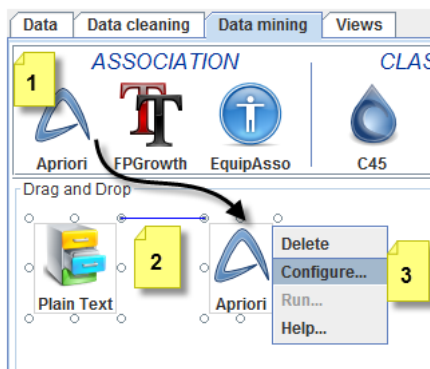 Data Data cleaning Data mining Views
1 ASSOCIATION CLAS
Apriori FPGrowth EquipAsso C45
Drag and Drop
2
Plain Text Apriori
Delete
Configure...
3
Run...
Help...